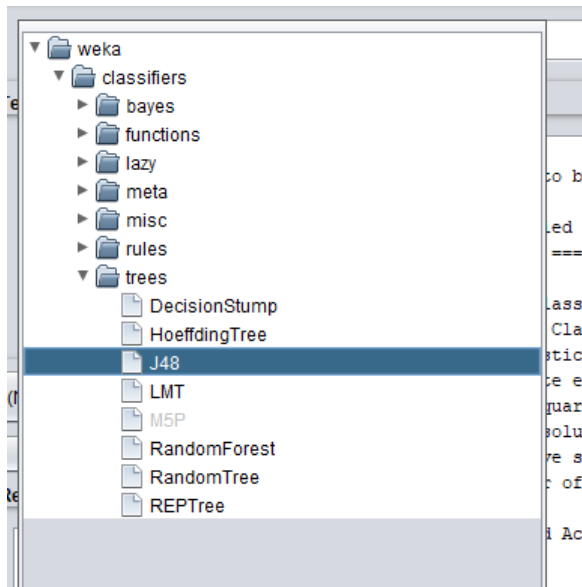 weka
classifiers
bayes
functions
lazy
meta
misc
rules
trees
DecisionStump
HoeffdingTree
J48
LMT
M5P
RandomForest
RandomTree
REPTree